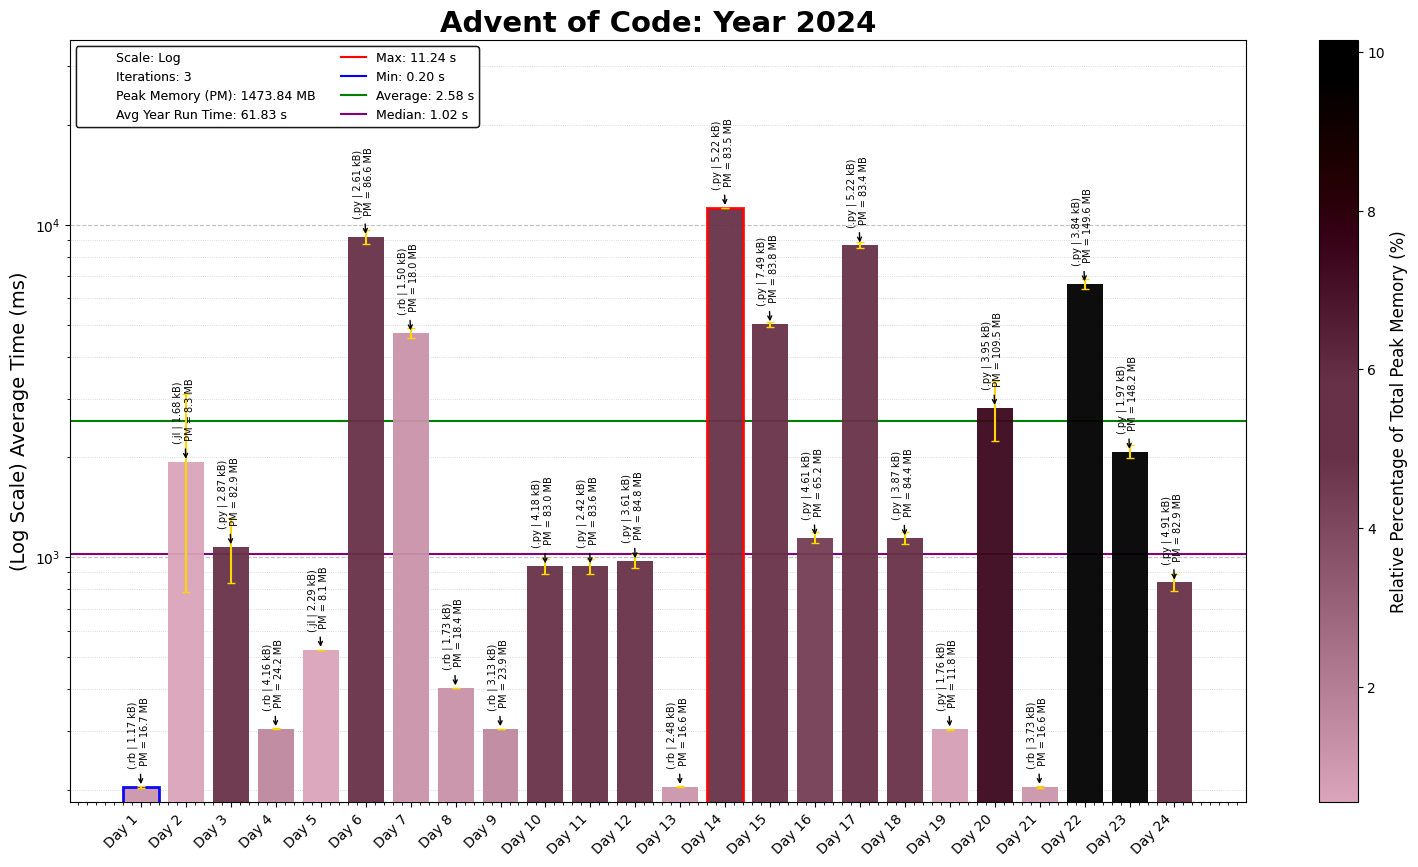 Advent of Code: Year 2024
Scale: Log
Iterations: 3
Peak Memory (PM): 1473.84 MB
Avg Year Run Time: 61.83 s
Max: 11.24 s
Min: 0.20 s
Average: 2.58 s
Median: 1.02 s
(Log Scale) Average Time (ms)
10^4
10^3
(.rb | 1.17 kB)
PM = 16.7 MB
(.jl | 1.68 kB)
PM = 8.3 MB
(.py | 2.87 kB)
PM = 82.9 MB
(.rb | 4.16 kB)
PM = 24.2 MB
(.jl | 2.29 kB)
PM = 8.1 MB
(.py | 2.61 kB)
PM = 86.6 MB
(.rb | 1.50 kB)
PM = 18.0 MB
(.rb | 1.73 kB)
PM = 18.4 MB
(.rb | 3.13 kB)
PM = 23.9 MB
(.py | 4.18 kB)
PM = 83.0 MB
(.py | 2.42 kB)
PM = 83.6 MB
(.py | 3.61 kB)
PM = 84.8 MB
(.rb | 2.48 kB)
PM = 16.6 MB
(.py | 5.22 kB)
PM = 83.5 MB
(.py | 7.49 kB)
PM = 83.8 MB
(.py | 4.61 kB)
PM = 65.2 MB
(.py | 5.22 kB)
PM = 83.4 MB
(.py | 3.87 kB)
PM = 84.4 MB
(.py | 1.76 kB)
PM = 11.8 MB
(.py | 3.95 kB)
PM = 109.5 MB
(.rb | 3.73 kB)
PM = 16.6 MB
(.py | 3.84 kB)
PM = 149.6 MB
(.py | 1.97 kB)
PM = 148.2 MB
(.py | 4.91 kB)
PM = 82.9 MB
Day 1
Day 2
Day 3
Day 4
Day 5
Day 6
Day 7
Day 8
Day 9
Day 10
Day 11
Day 12
Day 13
Day 14
Day 15
Day 16
Day 17
Day 18
Day 19
Day 20
Day 21
Day 22
Day 23
Day 24
10
8
6
4
2
Relative Percentage of Total Peak Memory (%)